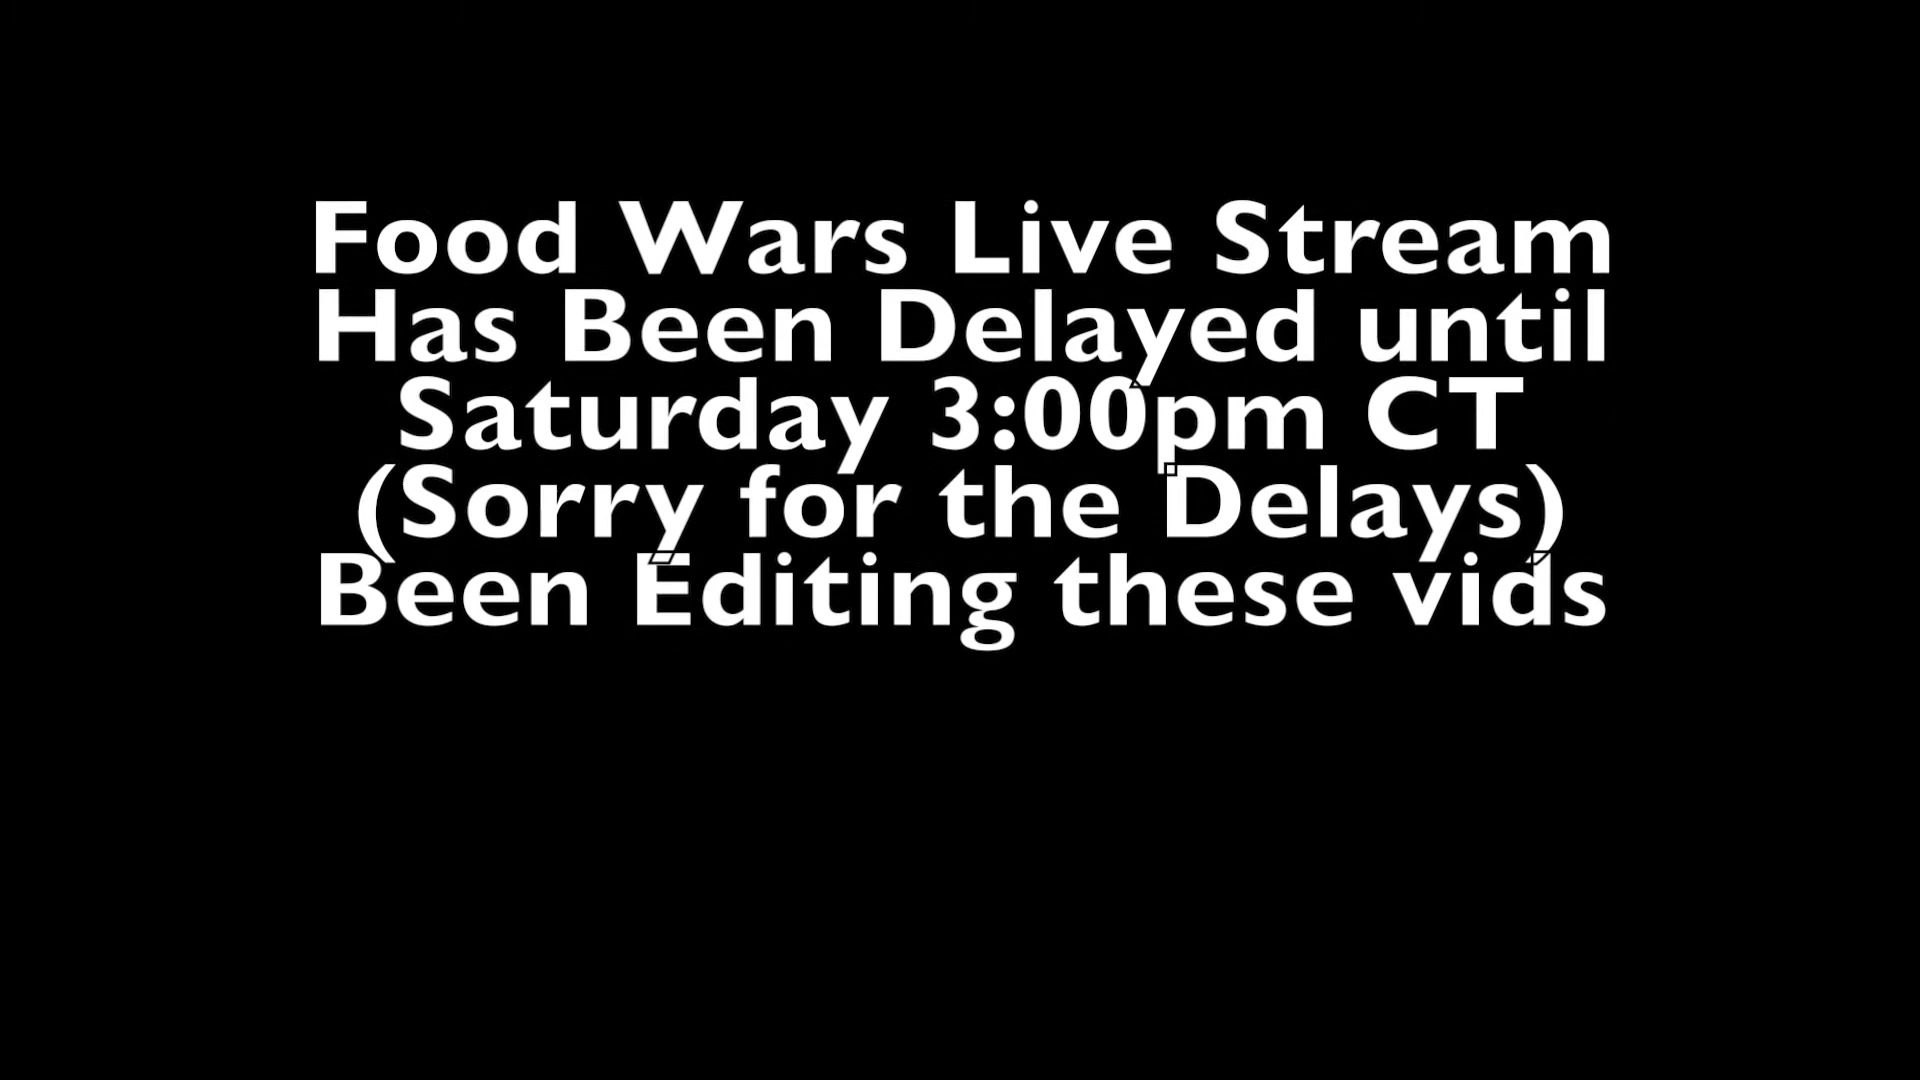 Food Wars Live Stream
Has Been Delayed until
Saturday 3:00pm CT
(Sorry for the Delays)
Been Editing these vids